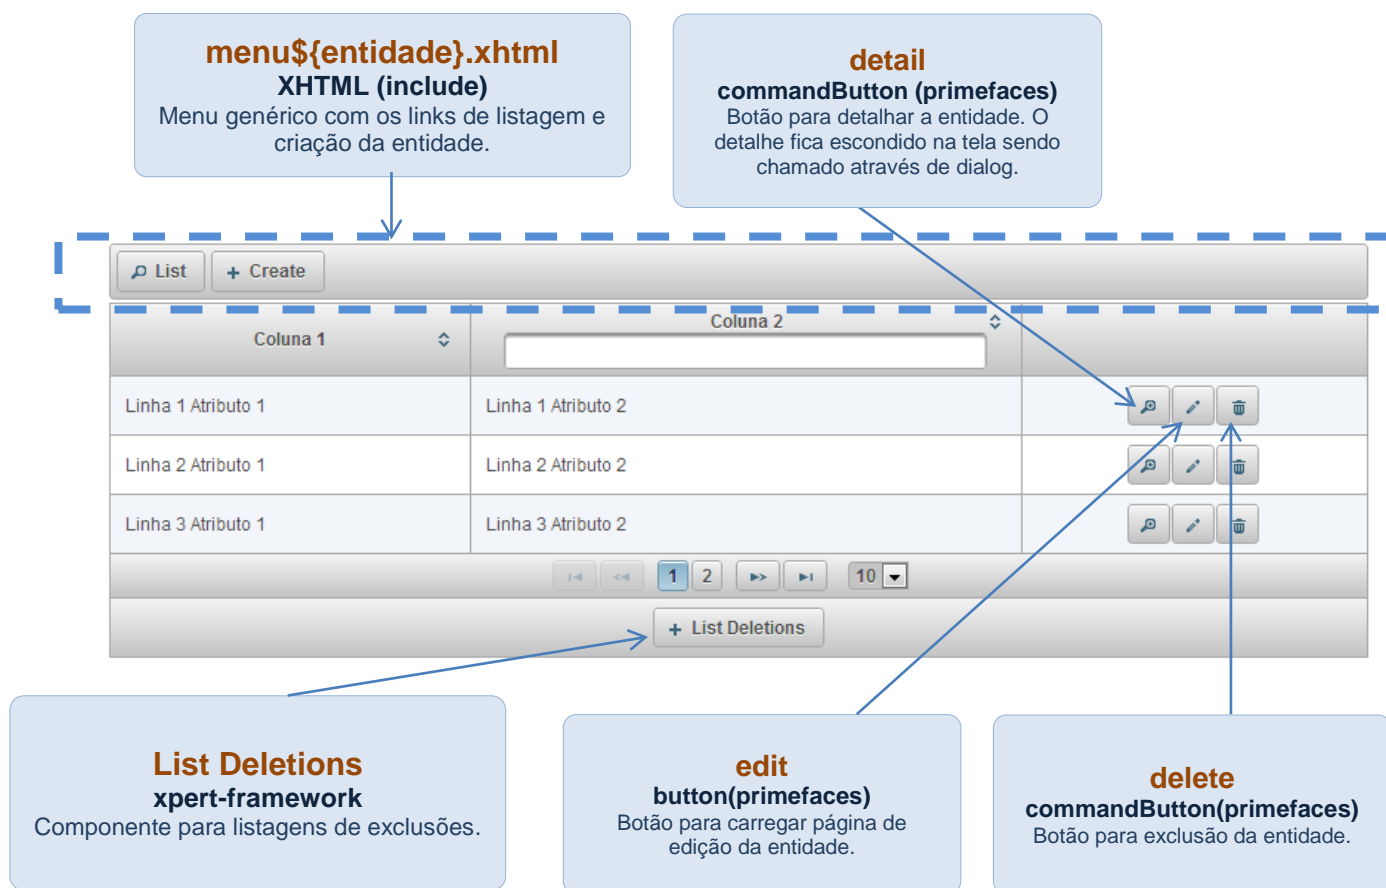 menu${entidade}.xhtml
XHTML (include)
Menu genérico com os links de listagem e
criação da entidade.
detail
commandButton (primefaces)
Botão para detalhar a entidade. O
detalhe fica escondido na tela sendo
chamado através de dialog.
List
+ Create
Coluna 1
Coluna 2
Linha 1 Atributo 1
Linha 1 Atributo 2
Linha 2 Atributo 1
Linha 2 Atributo 2
Linha 3 Atributo 1
Linha 3 Atributo 2
1 2 10
+ List Deletions
List Deletions
xpert-framework
Componente para listagens de exclusões.
edit
button(primefaces)
Botão para carregar página de
edição da entidade.
delete
commandButton(primefaces)
Botão para exclusão da entidade.